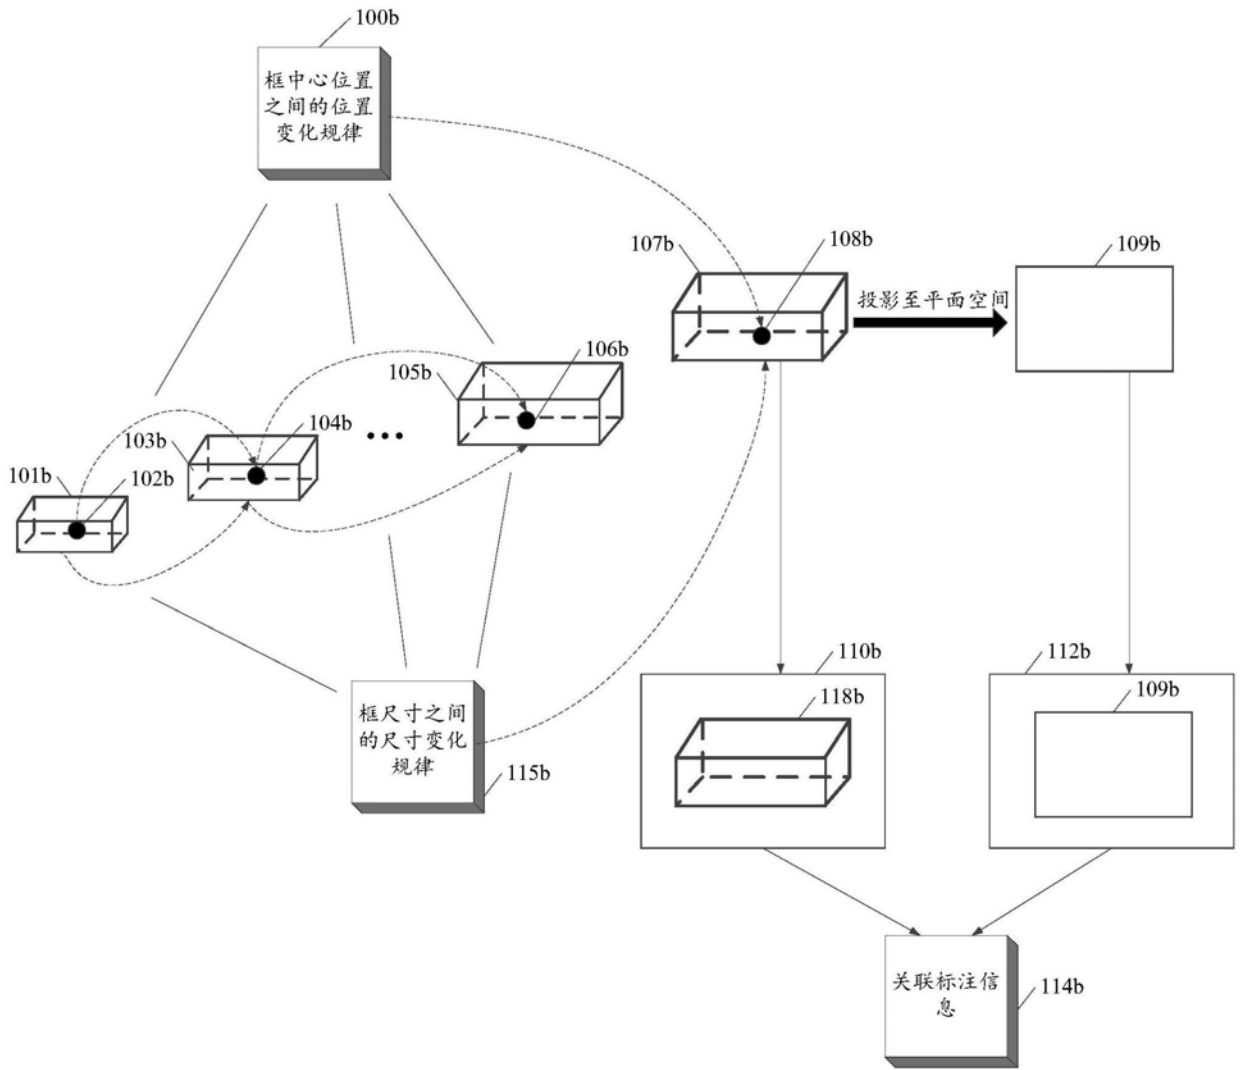 100b
框中心位置
之间的位置
变化规律
107b
108b
109b
投影至平面空间
105b
106b
103b
104b
101b
102b
110b
118b
112b
109b
框尺寸之间
的尺寸变化
规律
115b
关联标注信
息
114b